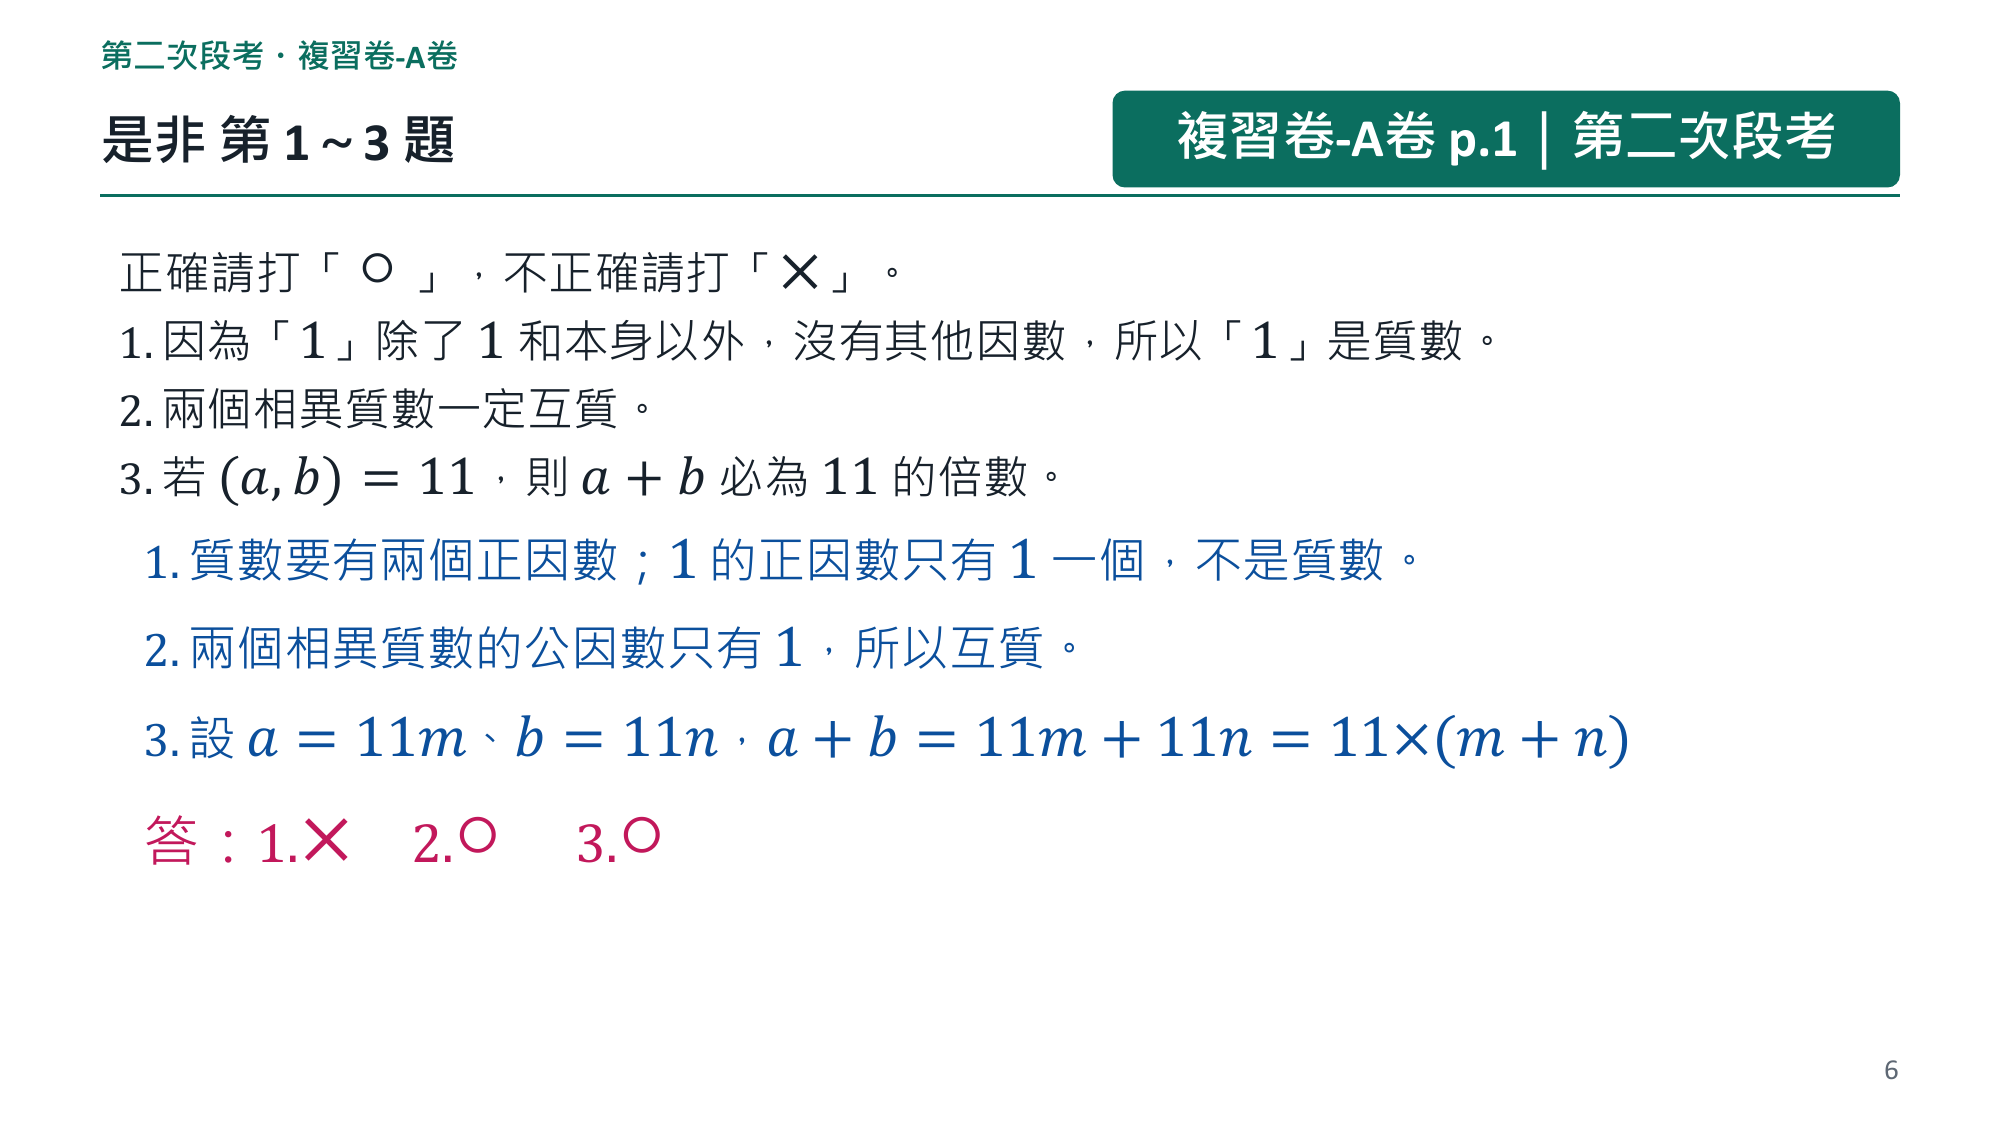 第二次段考・複習卷-A卷
是非 第 1 ~ 3 題
複習卷-A卷 p.1｜第二次段考
正確請打「○」，不正確請打「×」。
1. 因為「1」除了 1 和本身以外，沒有其他因數，所以「1」是質數。
2. 兩個相異質數一定互質。
3. 若 (a, b) = 11，則 a + b 必為 11 的倍數。
1. 質數要有兩個正因數；1 的正因數只有 1 一個，不是質數。
2. 兩個相異質數的公因數只有 1，所以互質。
3. 設 a = 11m、b = 11n，a + b = 11m + 11n = 11×(m + n)
答：1.× 2.○ 3.○
6